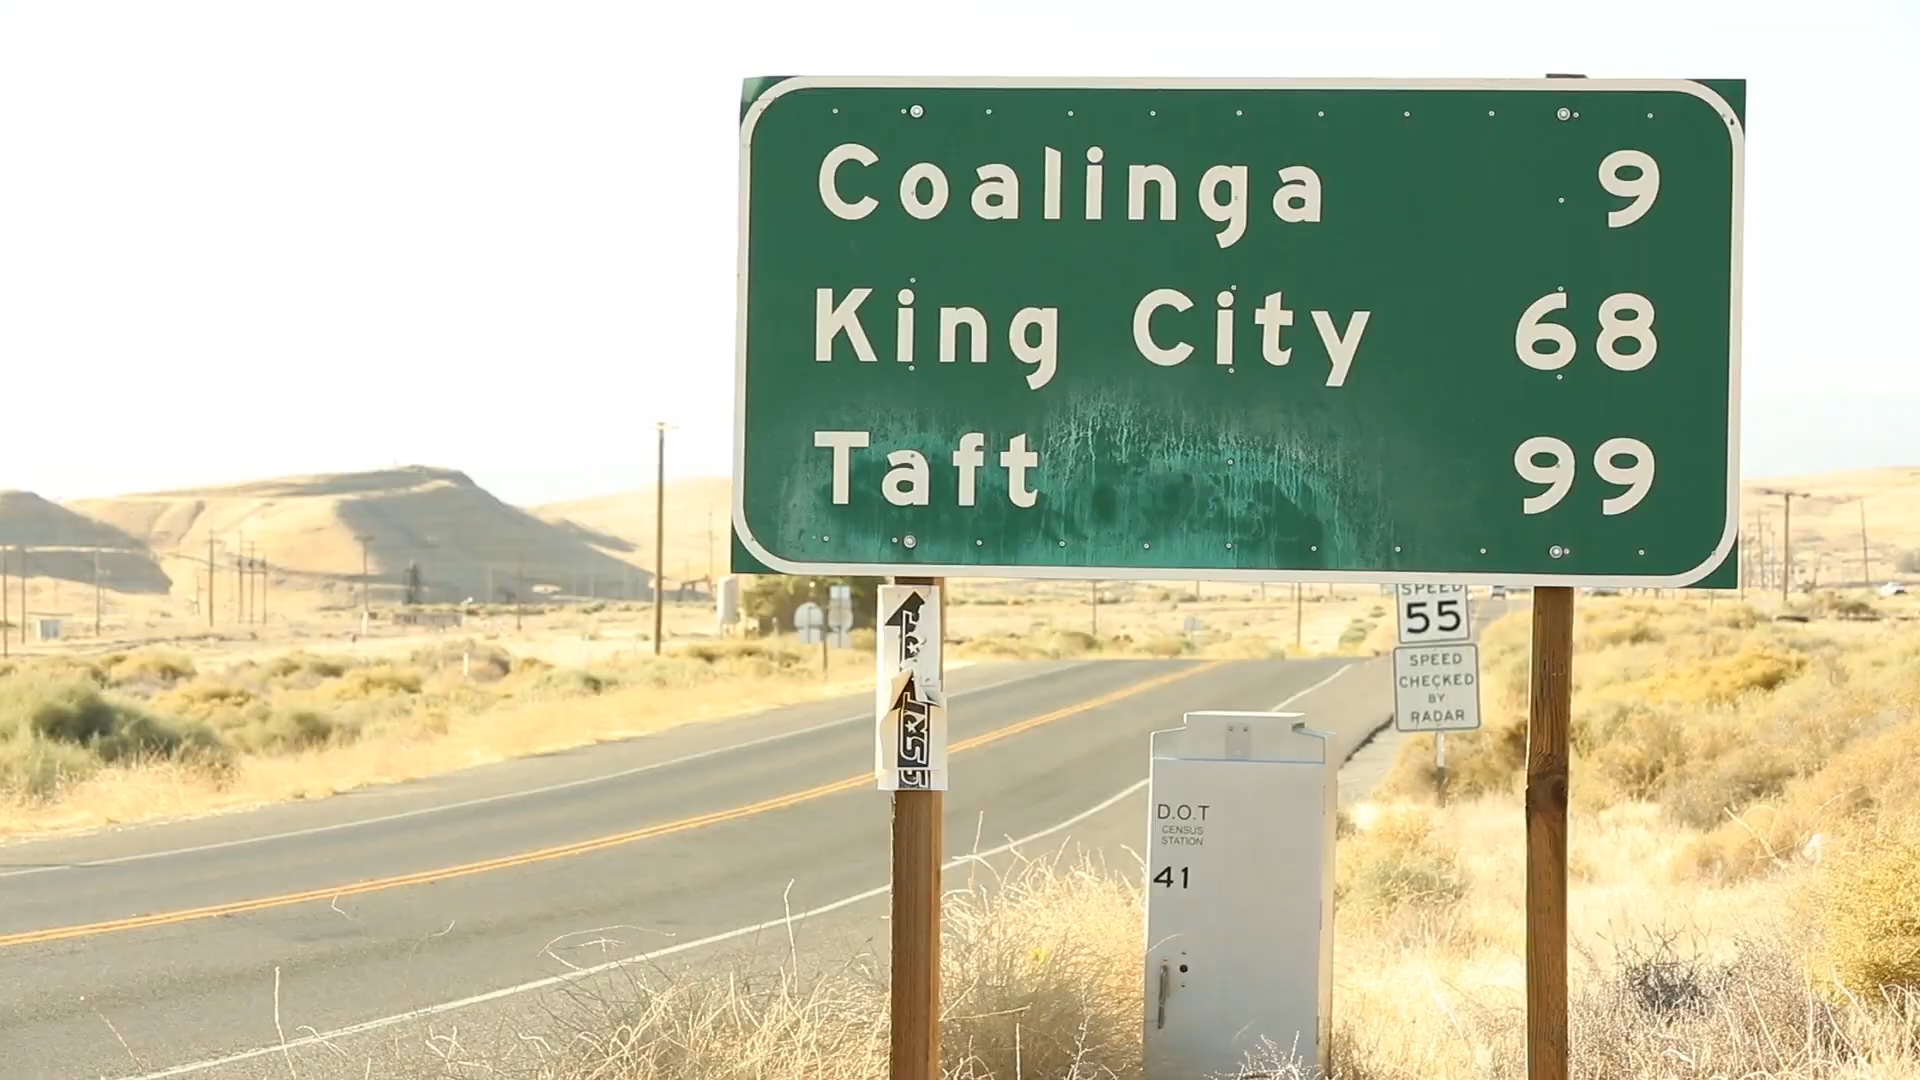 Coalinga 9
King City 68
Taft 99
SPEED
55
SPEED
CHECKED
BY
RADAR
D.O.T
CENSUS
STATION
41